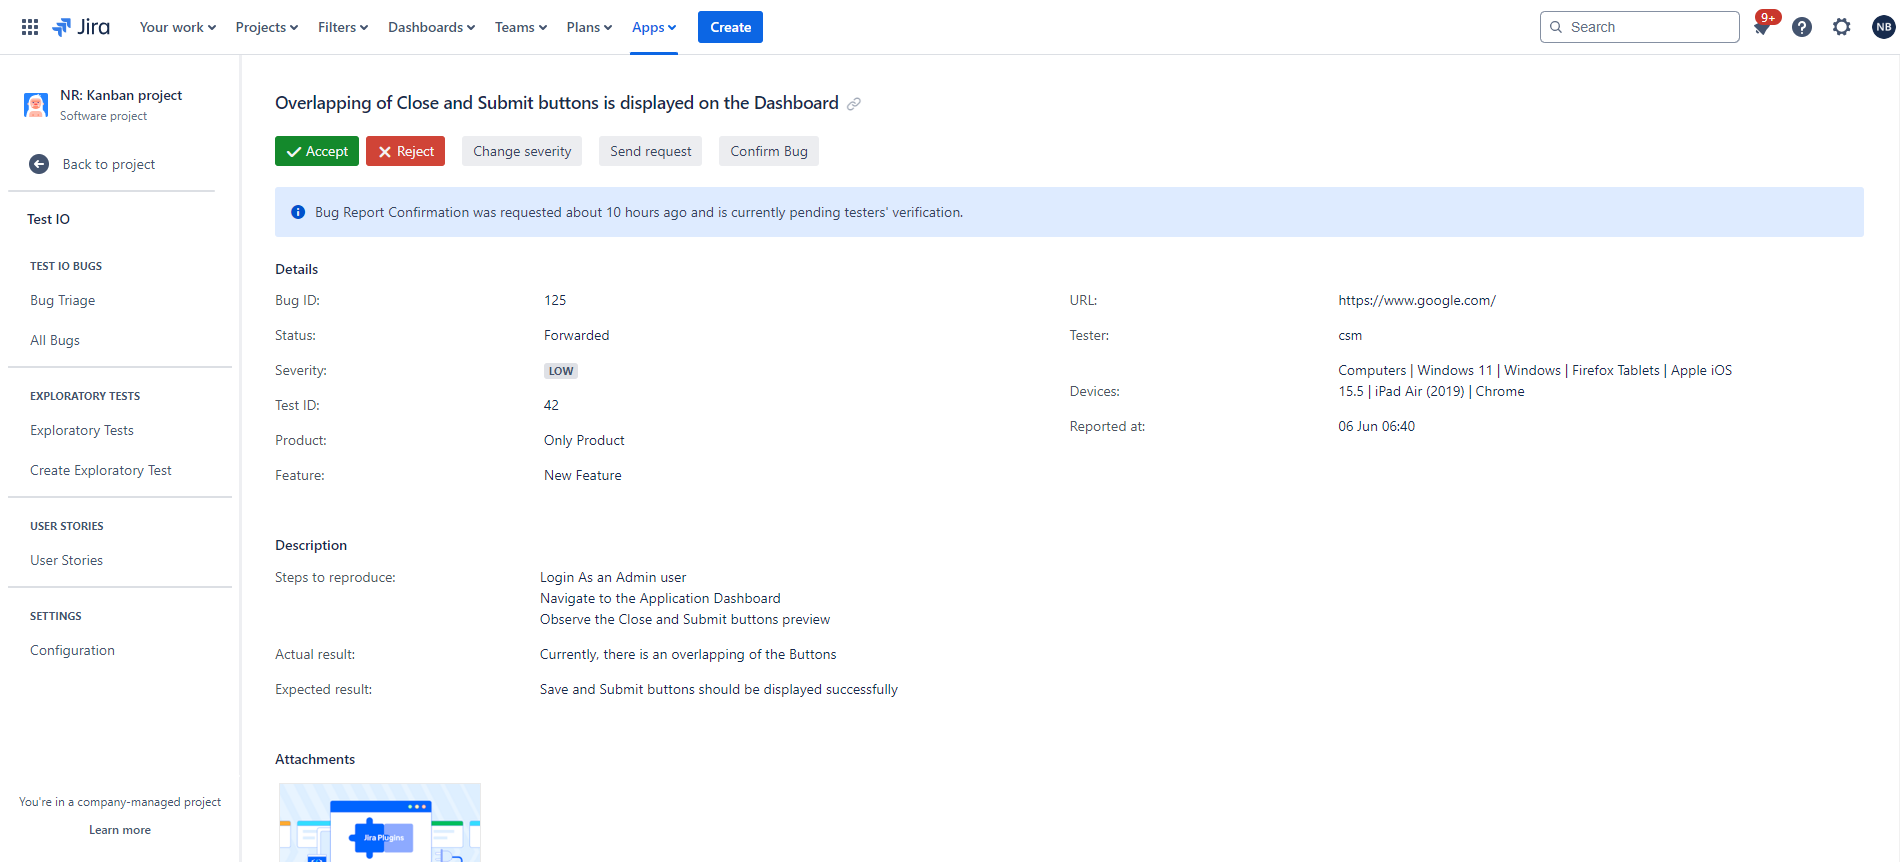 Jira Your work Projects Filters Dashboards Teams Plans Apps Create Search 9+ NB
NR: Kanban project
Software project
Back to project
Test IO
TEST IO BUGS
Bug Triage
All Bugs
EXPLORATORY TESTS
Exploratory Tests
Create Exploratory Test
USER STORIES
User Stories
SETTINGS
Configuration
You're in a company-managed project
Learn more
Overlapping of Close and Submit buttons is displayed on the Dashboard
Accept Reject Change severity Send request Confirm Bug
Bug Report Confirmation was requested about 10 hours ago and is currently pending testers' verification.
Details
Bug ID: 125
Status: Forwarded
Severity: LOW
Test ID: 42
Product: Only Product
Feature: New Feature
URL: https://www.google.com/
Tester: csm
Devices: Computers | Windows 11 | Windows | Firefox Tablets | Apple iOS
15.5 | iPad Air (2019) | Chrome
Reported at: 06 Jun 06:40
Description
Steps to reproduce: Login As an Admin user
Navigate to the Application Dashboard
Observe the Close and Submit buttons preview
Actual result: Currently, there is an overlapping of the Buttons
Expected result: Save and Submit buttons should be displayed successfully
Attachments
Jira Plugins